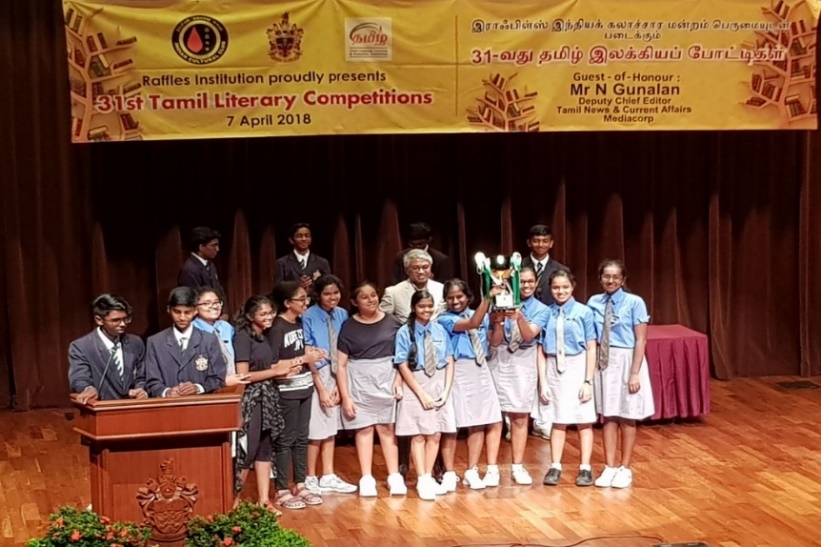 தமிழ்
Raffles Institution proudly presents
31st Tamil Literary Competitions
7 April 2018
இராஃபிள்ஸ் இந்தியக் கலாச்சார மன்றம் பெருமையுடன்
படைக்கும்
31-வது தமிழ் இலக்கியப் போட்டிகள்
Guest - of-Honour :
Mr N Gunalan
Deputy Chief Editor
Tamil News & Current Affairs
Mediacorp